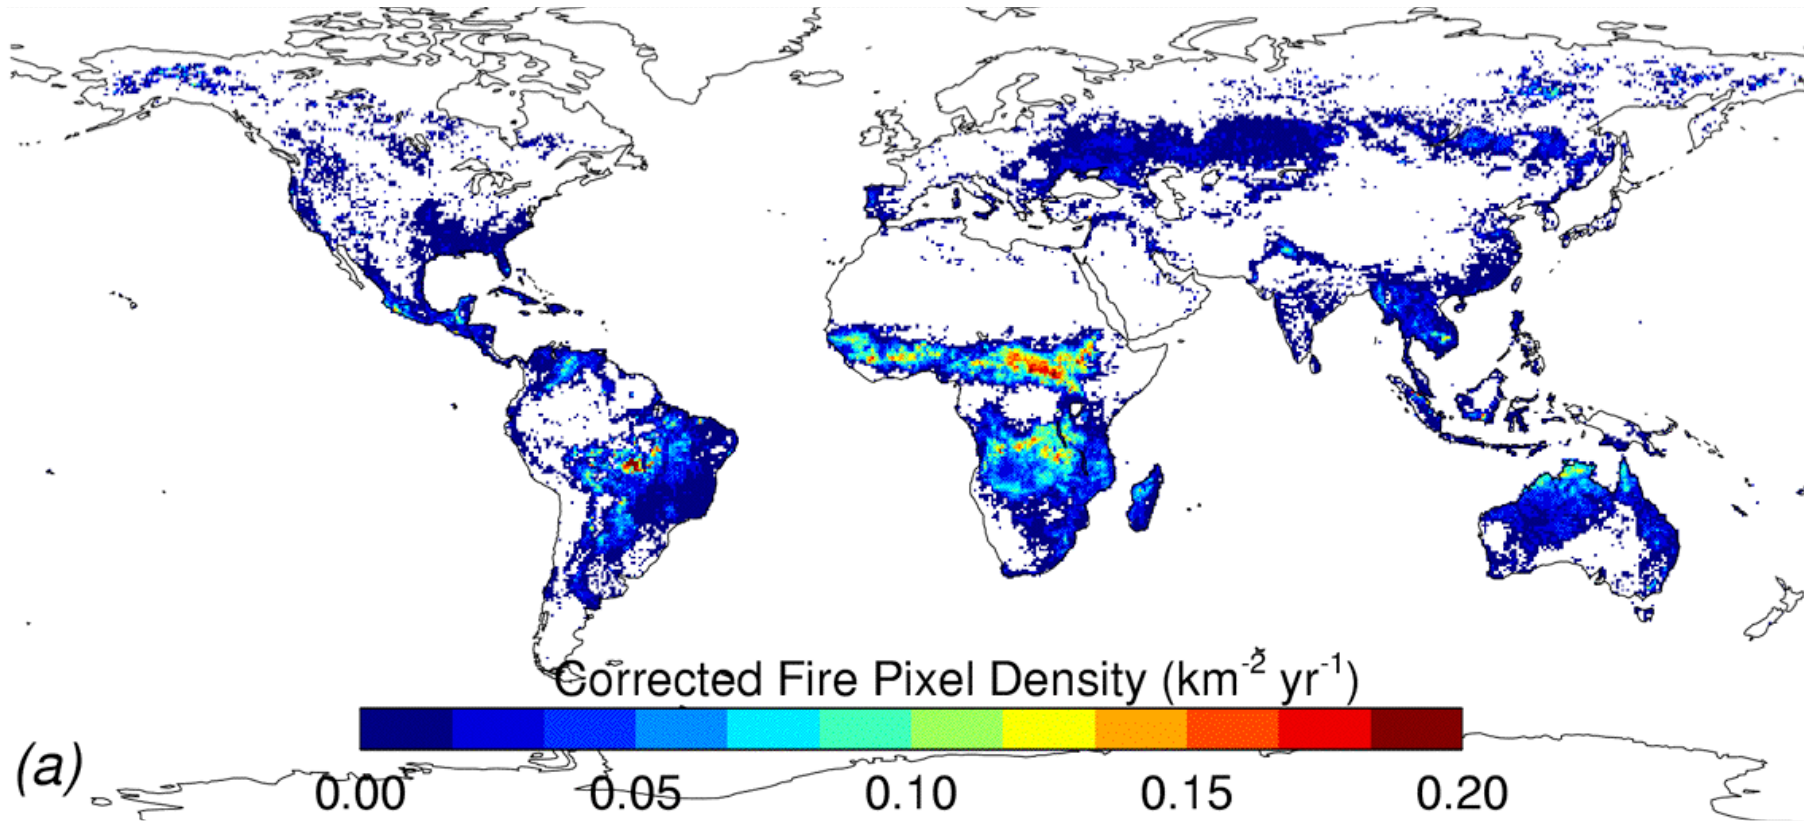 Corrected Fire Pixel Density (km⁻² yr⁻¹)
(a)
0.00 0.05 0.10 0.15 0.20